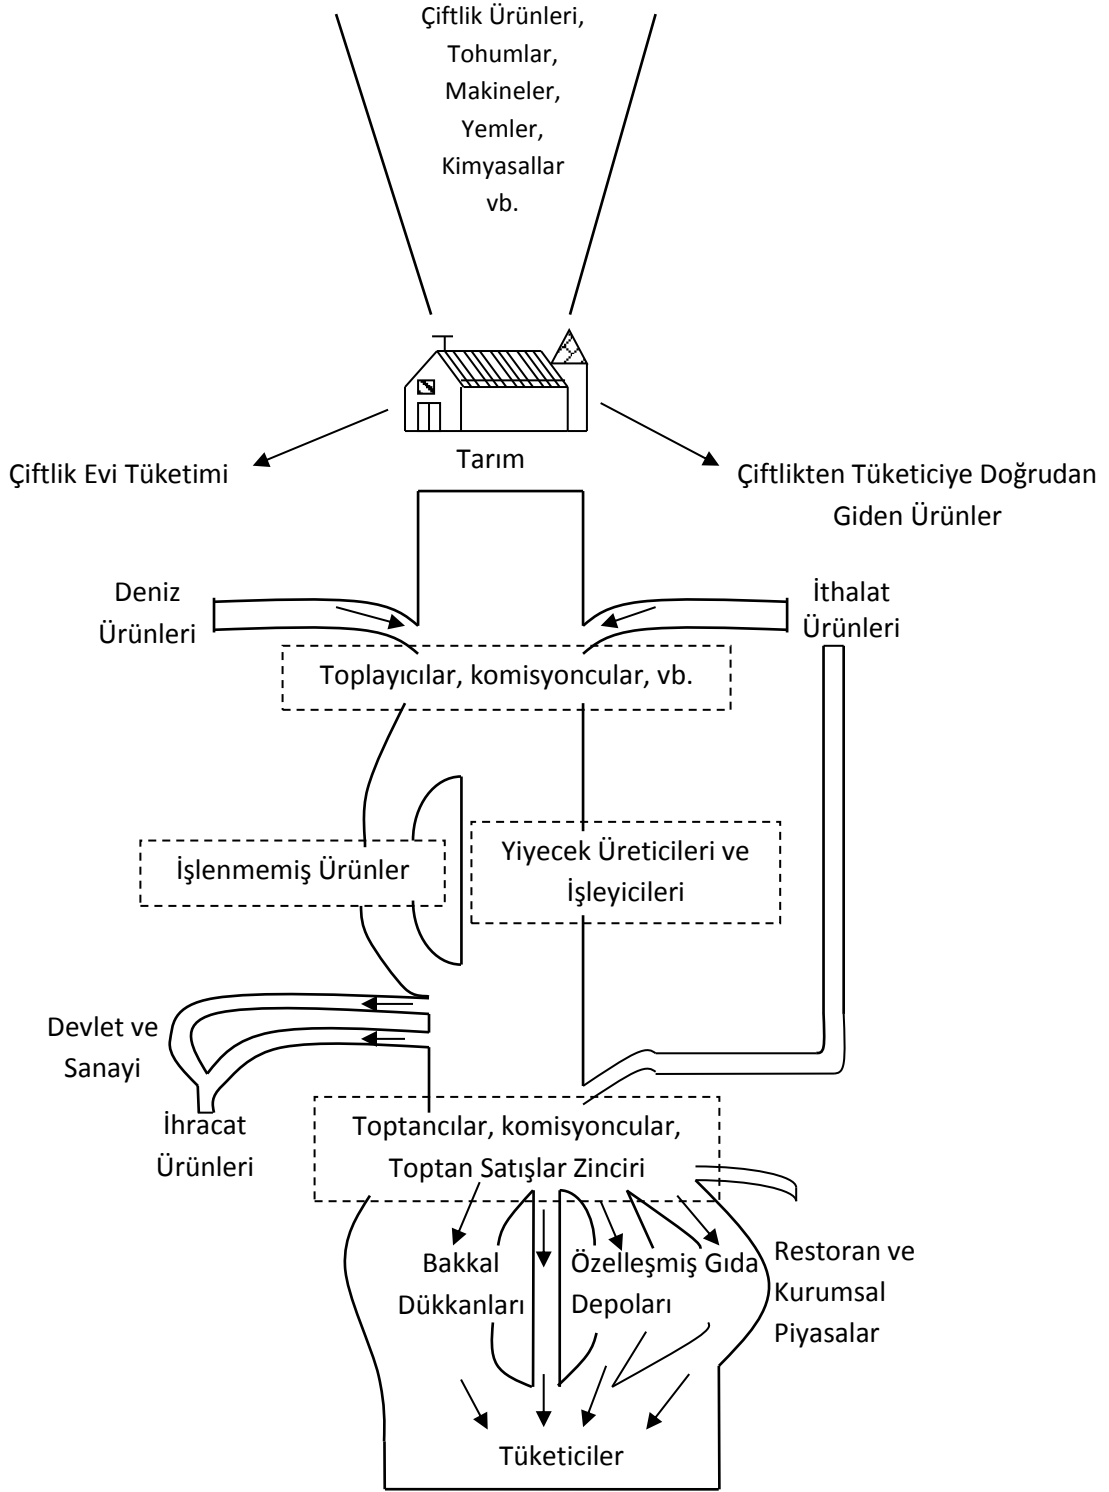 Çiftlik Ürünleri,
Tohumlar,
Makineler,
Yemler,
Kimyasallar
vb.
Tarım
Çiftlik Evi Tüketimi
Çiftlikten Tüketiciye Doğrudan
Giden Ürünler
Deniz
Ürünleri
İthalat
Ürünleri
Toplayıcılar, komisyoncular, vb.
İşlenmemiş Ürünler
Yiyecek Üreticileri ve
İşleyicileri
Devlet ve
Sanayi
İhracat
Ürünleri
Toptancılar, komisyoncular,
Toptan Satışlar Zinciri
Bakkal
Dükkanları
Özelleşmiş Gıda
Depoları
Restoran ve
Kurumsal
Piyasalar
Tüketiciler